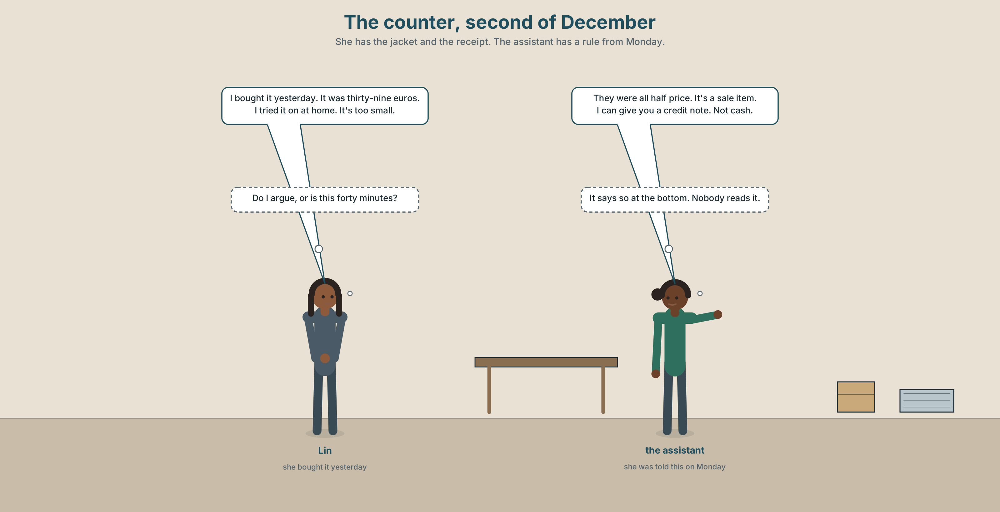 The counter, second of December
She has the jacket and the receipt. The assistant has a rule from Monday.
I bought it yesterday. It was thirty-nine euros.
I tried it on at home. It's too small.
They were all half price. It's a sale item.
I can give you a credit note. Not cash.
Do I argue, or is this forty minutes?
It says so at the bottom. Nobody reads it.
Lin
she bought it yesterday
the assistant
she was told this on Monday